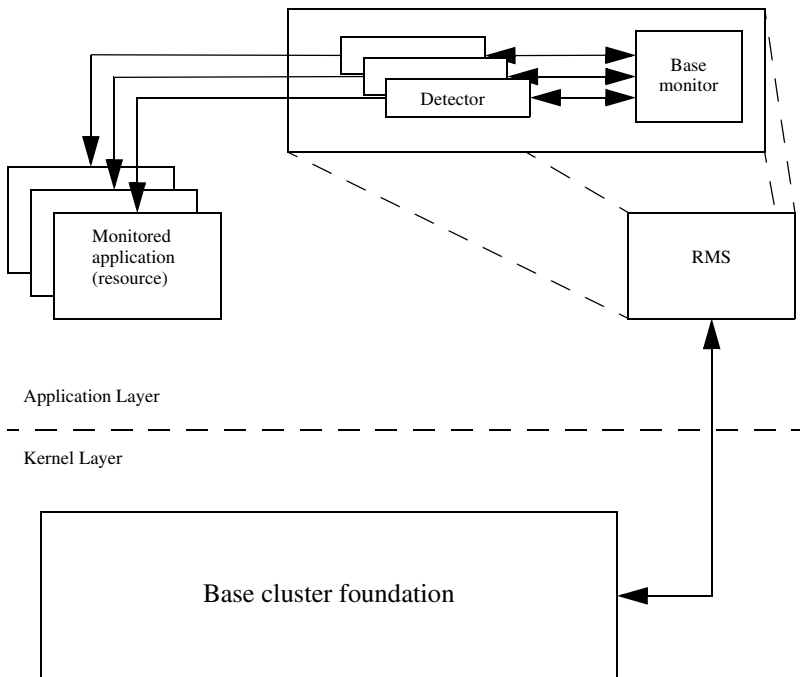 Base
monitor
Detector
Monitored
application
(resource)
RMS
Application Layer
Kernel Layer
Base cluster foundation